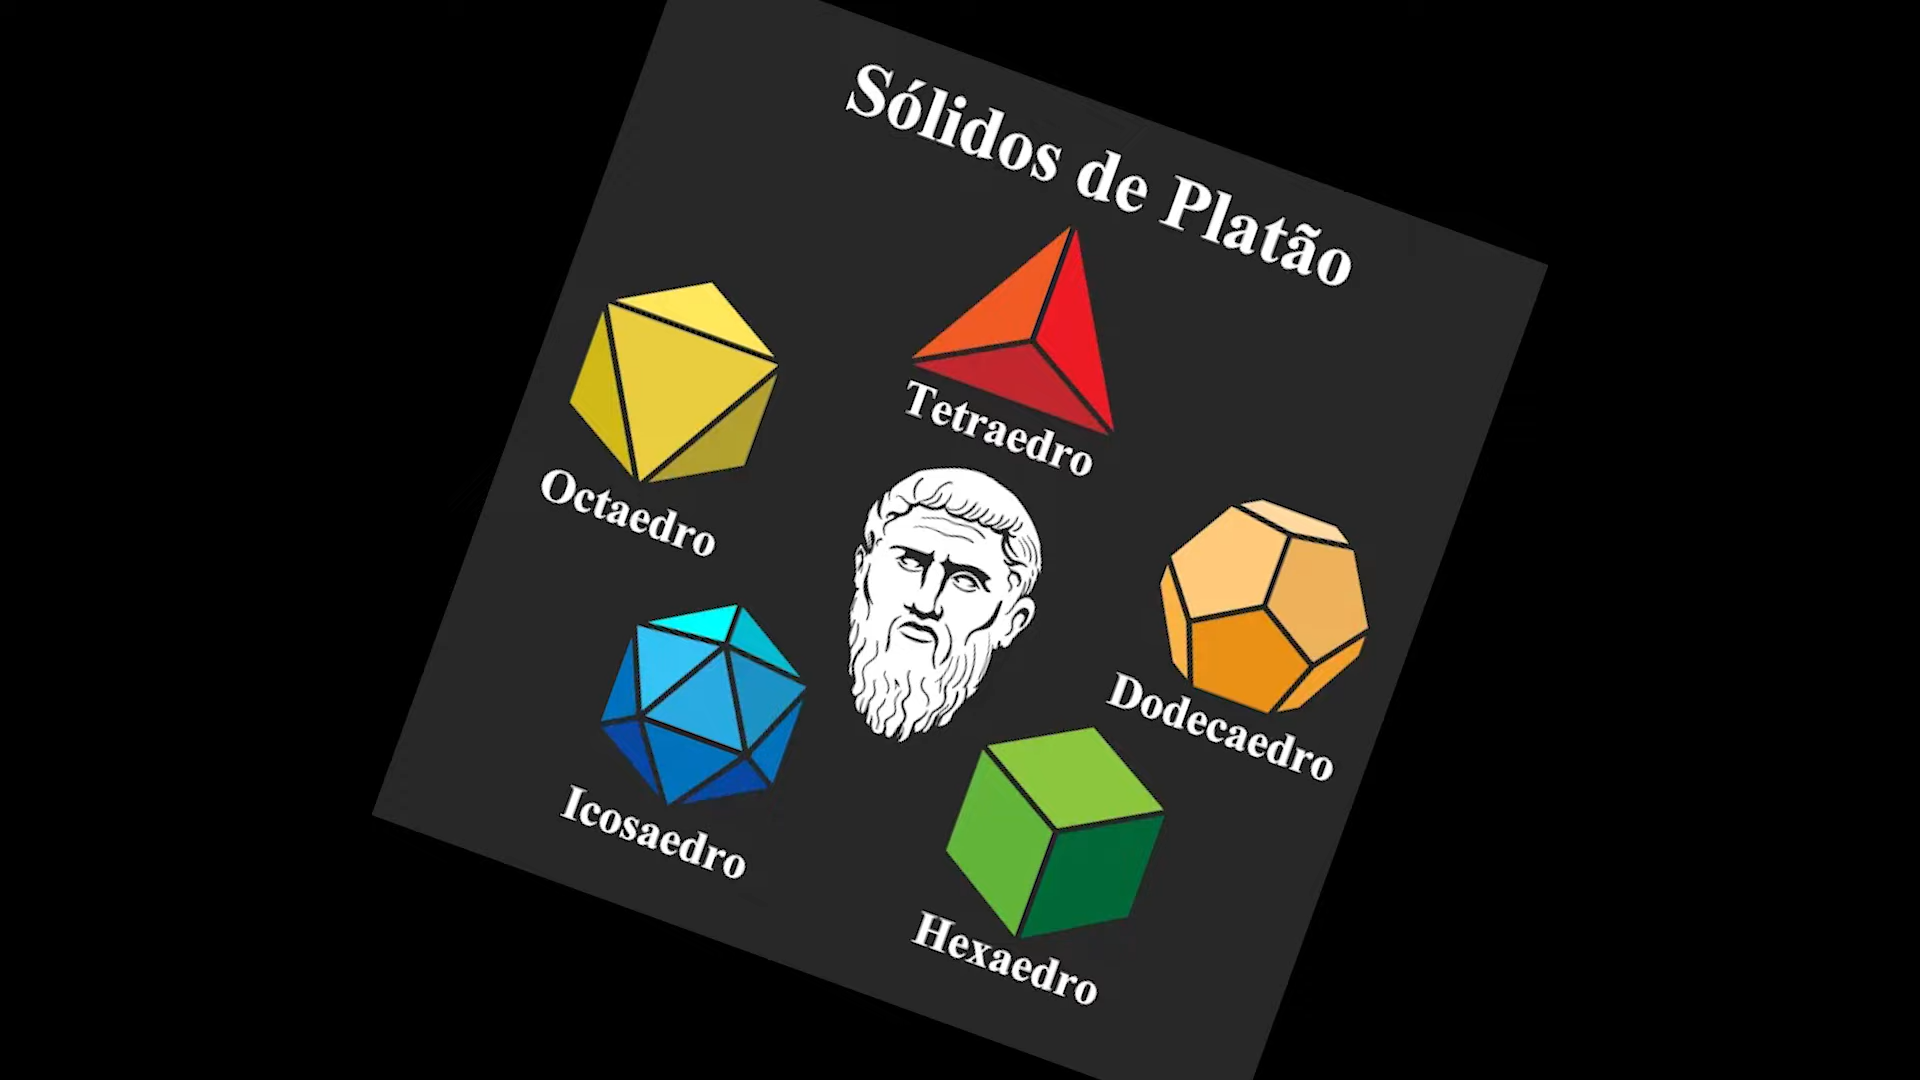 Sólidos de Platão
Tetraedro
Octaedro
Dodecaedro
Icosaedro
Hexaedro